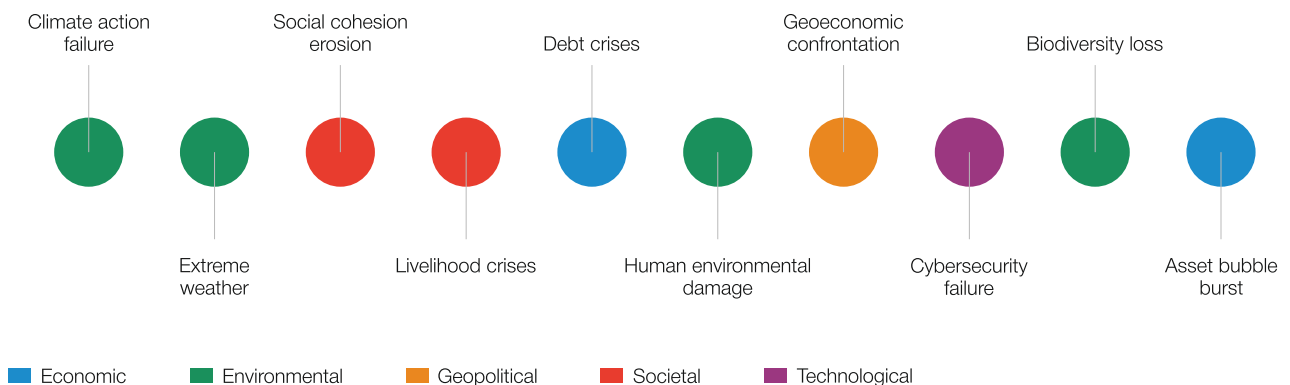 Climate action
failure
Social cohesion
erosion
Debt crises
Geoeconomic
confrontation
Biodiversity loss
Extreme
weather
Livelihood crises
Human environmental
damage
Cybersecurity
failure
Asset bubble
burst
Economic
Environmental
Geopolitical
Societal
Technological